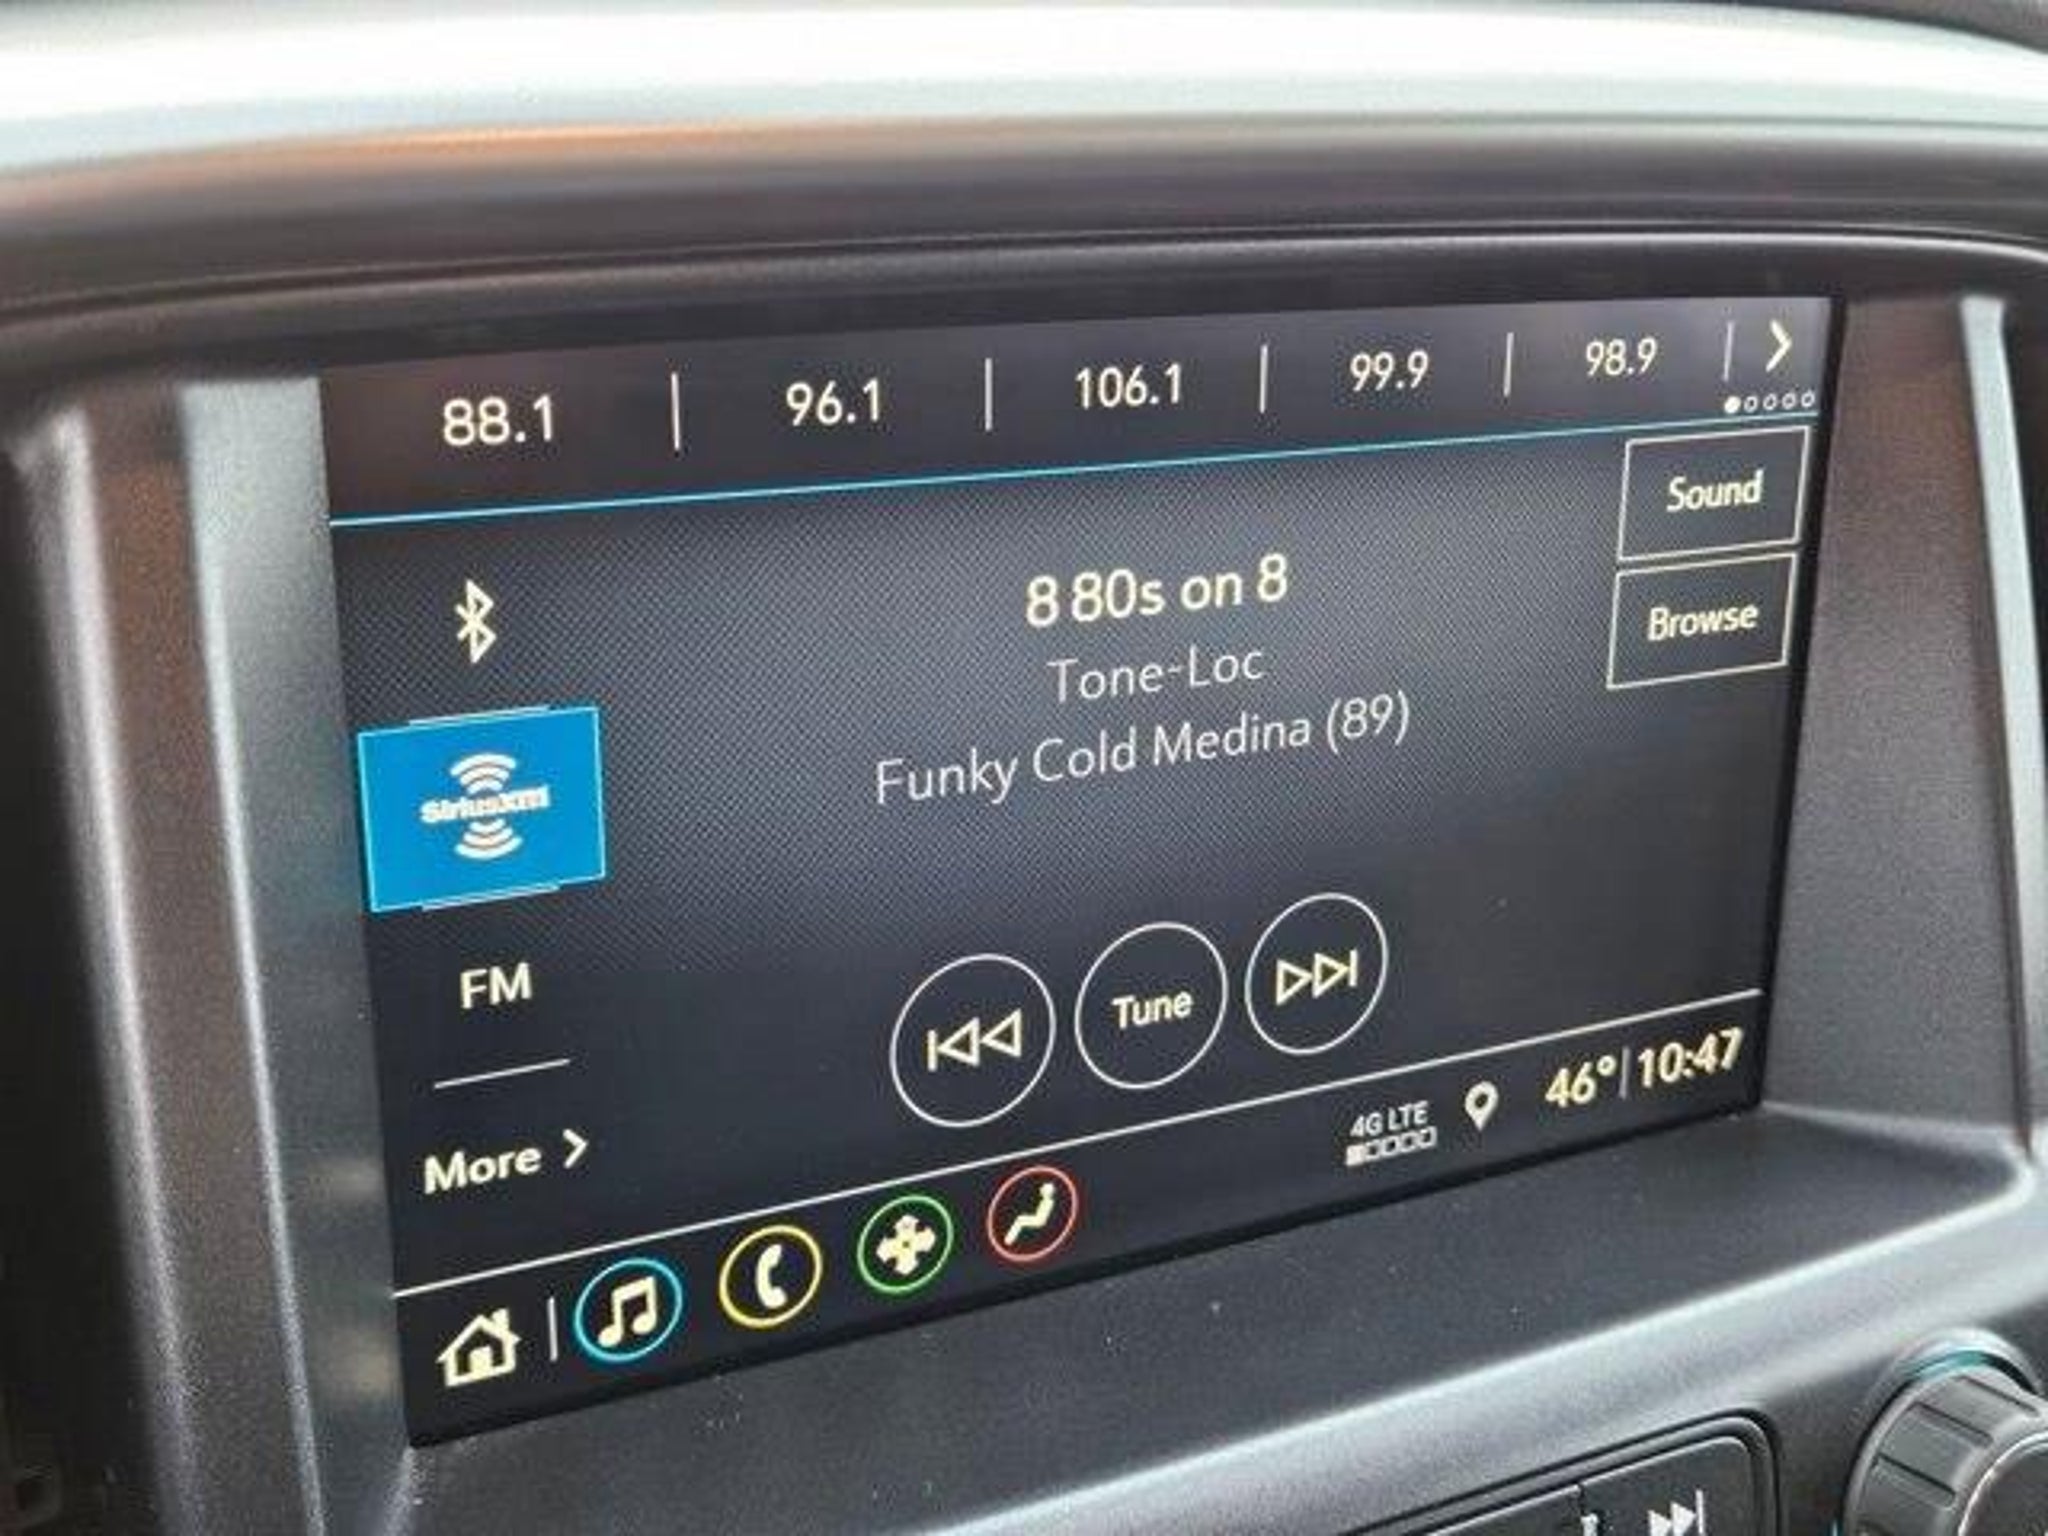 88.1 | 96.1 | 106.1 | 99.9 | 98.9
Sound
8 80s on 8
Browse
Tone-Loc
Funky Cold Medina (89)
siriusxm
FM
Tune
More
4G LTE
46° | 10:47